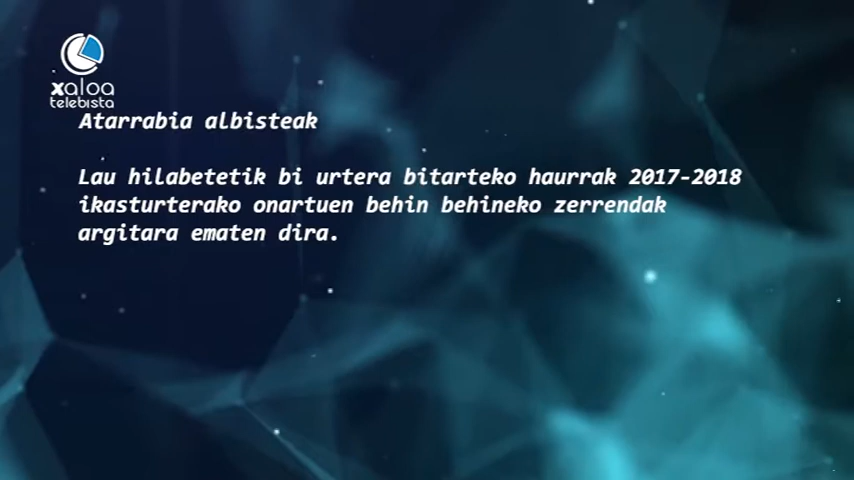 xaloa
telebista
Atarrabia albisteak
Lau hilabetetik bi urtera bitarteko haurrak 2017-2018
ikasturterako onartuen behin behineko zerrendak
argitara ematen dira.